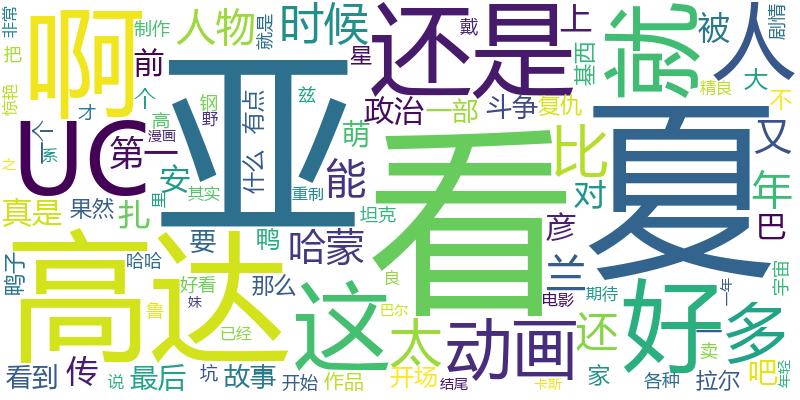 非常 制作 就是 人物 时候 还是 戴 上 星 剧情
啊 把 前 基西 就 被 人
惊艳 才 个 钢 亚 政治 一部 斗争 复仇 大 精良 不
UC 第一 高 野 有点 什么 兹 萌 看 比 夏 又
个 系 漫画 安 里 其实 重制 能 对 年
之 真是 果然 扎 要 鸭 哈蒙 坦克 彦 巴
鸭子 高达 哈哈 好看 那么 这 良 兰 电影 期待 好 一年 宇宙
鲁 妹 已经 巴尔 太 动画 还 一 多
看到 传 说 最后 坑 故事 开始 作品 开场 结尾 卡斯 家 各种 拉尔 卖 吧 年轻